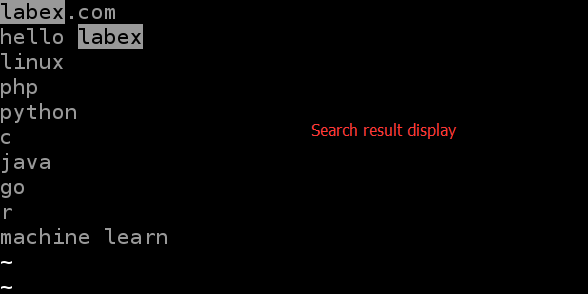 labex.com
hello labex
linux
php
python
c
java
go
r
machine learn
~
~
Search result display